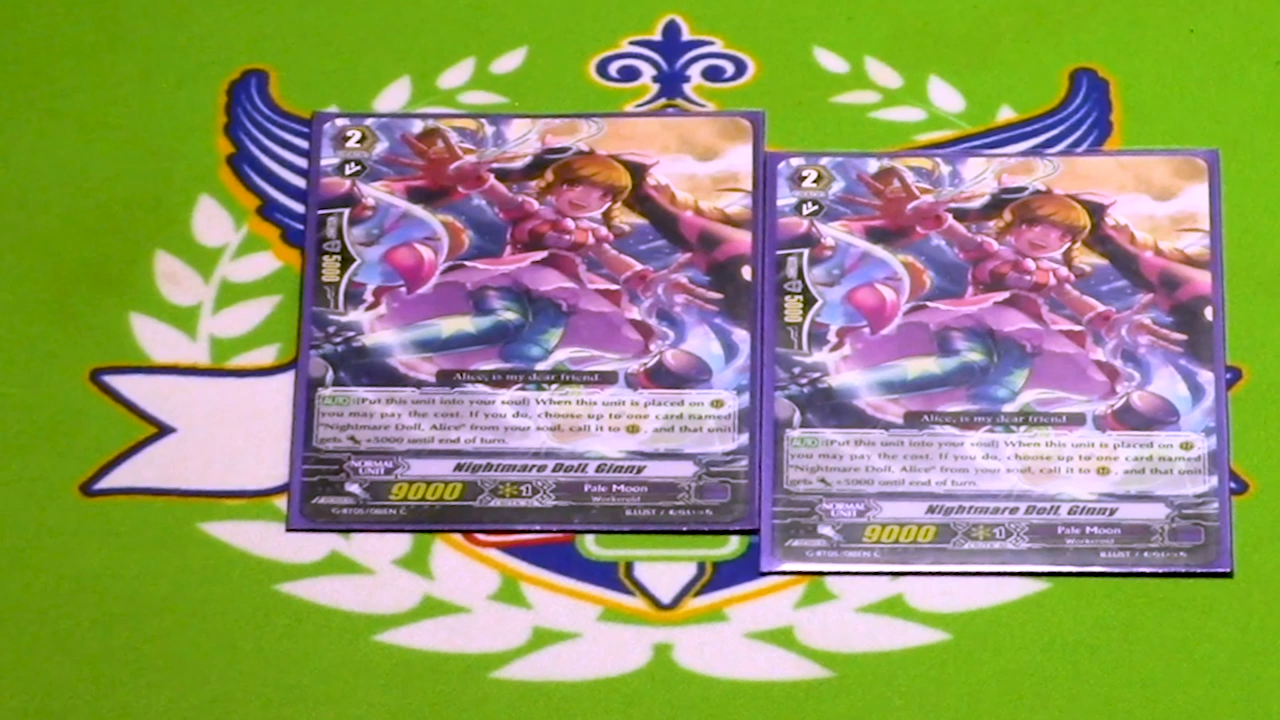 2
5000
Alice, is my dear friend.
AUTO :[Put this unit into your soul] When this unit is placed on
you may pay the cost. If you do, choose up to one card named
"Nightmare Doll, Alice" from your soul, call it to , and that unit
gets +5000 until end of turn.
NORMAL
UNIT
Nightmare Doll, Ginny
9000
1
Pale Moon
Workeroid
G-BT05/081EN C
2
5000
Alice, is my dear friend.
AUTO :[Put this unit into your soul] When this unit is placed on
you may pay the cost. If you do, choose up to one card named
"Nightmare Doll, Alice" from your soul, call it to , and that unit
gets +5000 until end of turn.
NORMAL
UNIT
Nightmare Doll, Ginny
9000
1
Pale Moon
Workeroid
G-BT05/081EN C